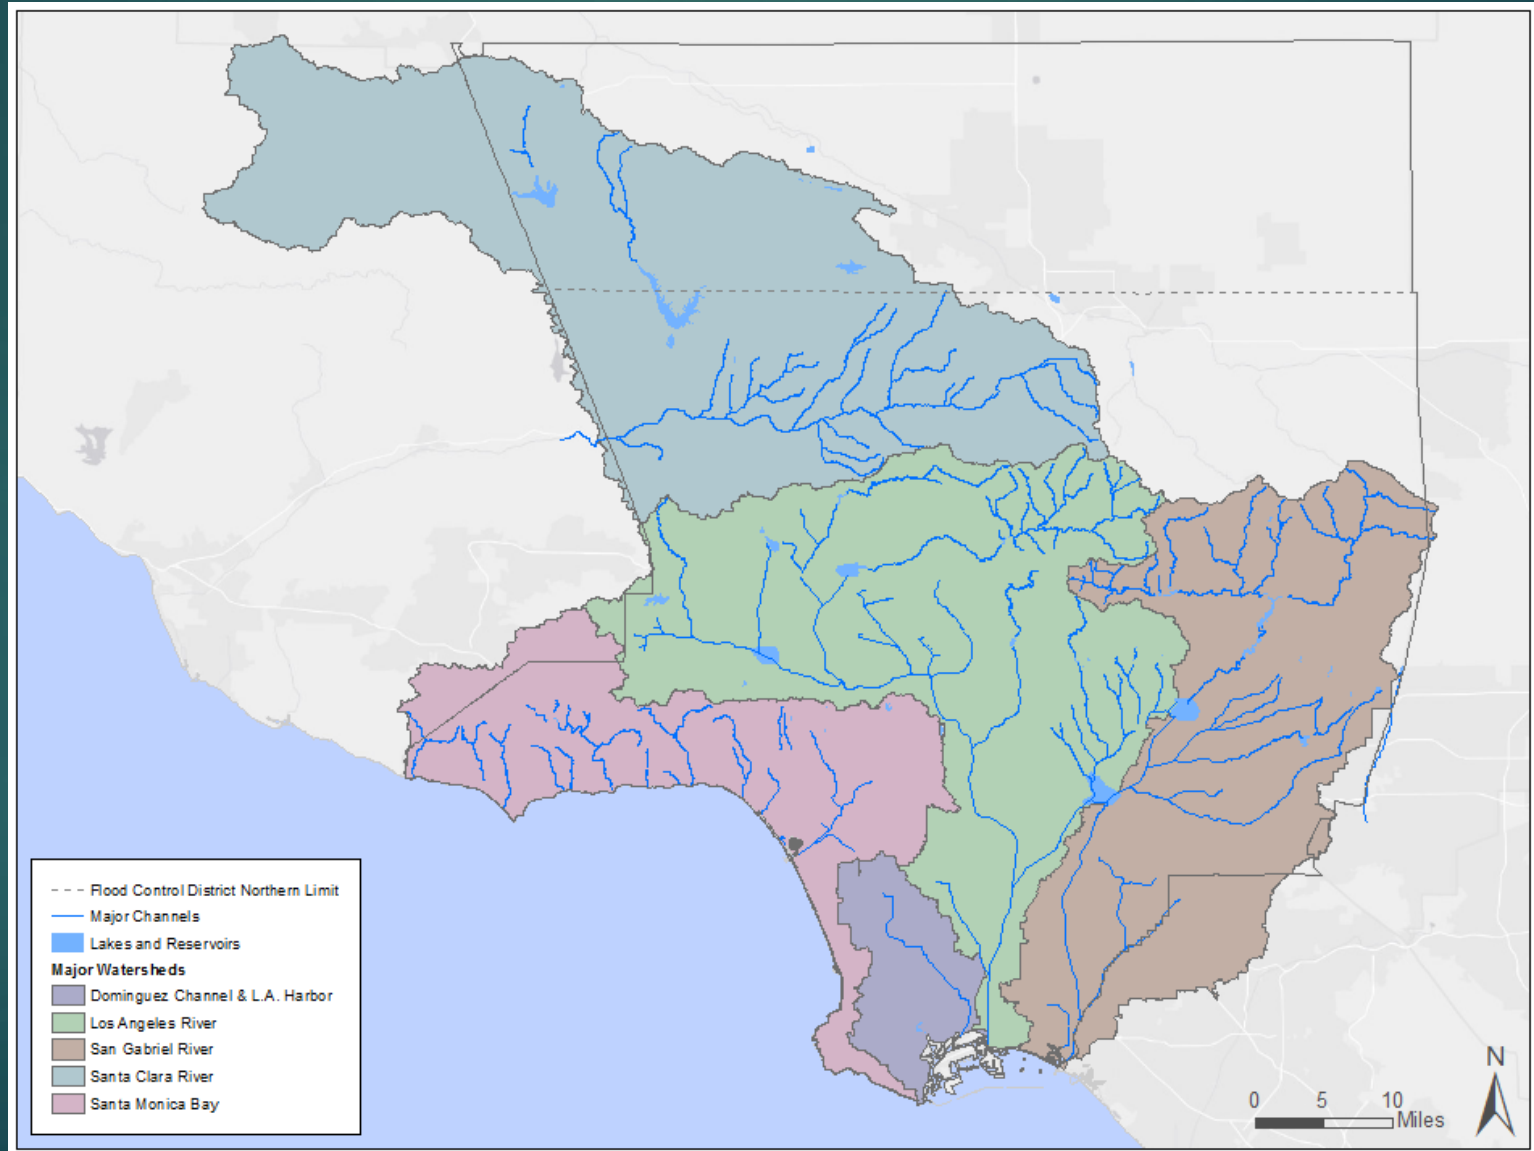 Flood Control District Northern Limit
Major Channels
Lakes and Reservoirs
Major Watersheds
Dominguez Channel & L.A. Harbor
Los Angeles River
San Gabriel River
Santa Clara River
Santa Monica Bay
N
0 5 10
Miles